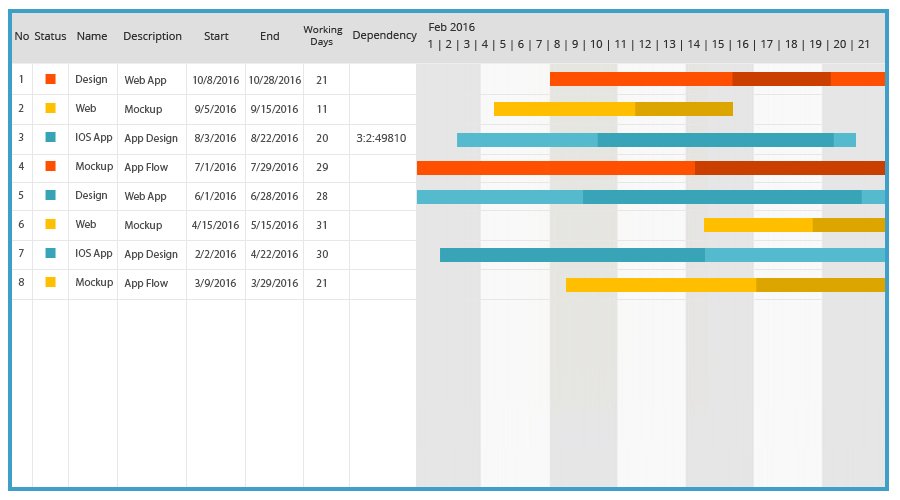 Feb 2016
No Status Name Description Start End Working Days Dependency
1 | 2 | 3 | 4 | 5 | 6 | 7 | 8 | 9 | 10 | 11 | 11 | 13 | 14 | 15 | 16 | 17 | 18 | 19 | 20 | 21
1 Design Web App 10/8/2016 10/28/2016 21
2 Web Mockup 9/5/2016 9/15/2016 11
3 IOS App App Design 8/3/2016 8/22/2016 20 3:2:49810
4 Mockup App Flow 7/1/2016 7/29/2016 29
5 Design Web App 6/1/2016 6/28/2016 28
6 Web Mockup 4/15/2016 5/15/2016 31
7 IOS App App Design 2/2/2016 4/22/2016 30
8 Mockup App Flow 3/9/2016 3/29/2016 21